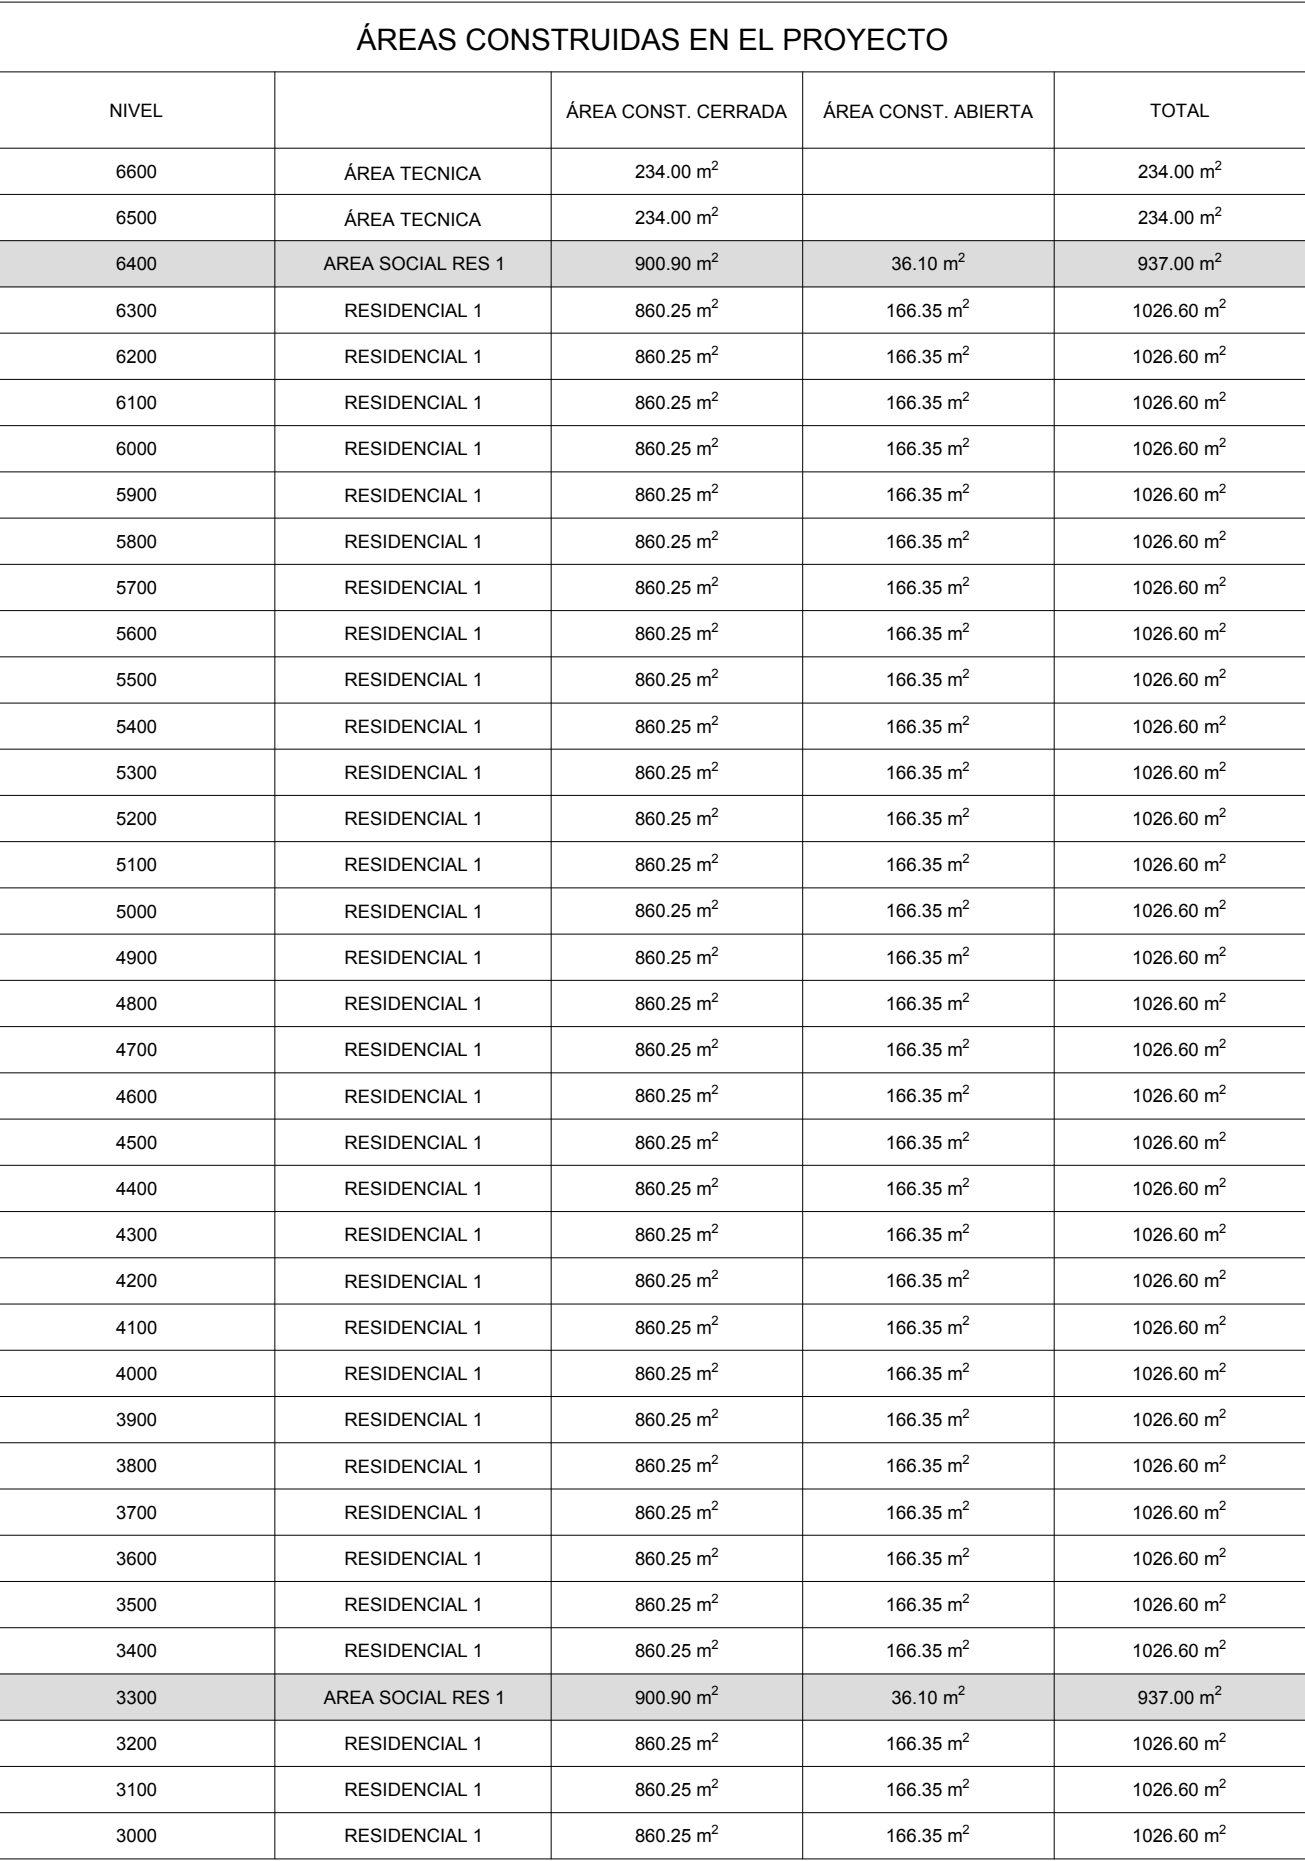 ÁREAS CONSTRUIDAS EN EL PROYECTO
NIVEL ÁREA CONST. CERRADA ÁREA CONST. ABIERTA TOTAL
6600 ÁREA TECNICA 234.00 m² 234.00 m²
6500 ÁREA TECNICA 234.00 m² 234.00 m²
6400 AREA SOCIAL RES 1 900.90 m² 36.10 m² 937.00 m²
6300 RESIDENCIAL 1 860.25 m² 166.35 m² 1026.60 m²
6200 RESIDENCIAL 1 860.25 m² 166.35 m² 1026.60 m²
6100 RESIDENCIAL 1 860.25 m² 166.35 m² 1026.60 m²
6000 RESIDENCIAL 1 860.25 m² 166.35 m² 1026.60 m²
5900 RESIDENCIAL 1 860.25 m² 166.35 m² 1026.60 m²
5800 RESIDENCIAL 1 860.25 m² 166.35 m² 1026.60 m²
5700 RESIDENCIAL 1 860.25 m² 166.35 m² 1026.60 m²
5600 RESIDENCIAL 1 860.25 m² 166.35 m² 1026.60 m²
5500 RESIDENCIAL 1 860.25 m² 166.35 m² 1026.60 m²
5400 RESIDENCIAL 1 860.25 m² 166.35 m² 1026.60 m²
5300 RESIDENCIAL 1 860.25 m² 166.35 m² 1026.60 m²
5200 RESIDENCIAL 1 860.25 m² 166.35 m² 1026.60 m²
5100 RESIDENCIAL 1 860.25 m² 166.35 m² 1026.60 m²
5000 RESIDENCIAL 1 860.25 m² 166.35 m² 1026.60 m²
4900 RESIDENCIAL 1 860.25 m² 166.35 m² 1026.60 m²
4800 RESIDENCIAL 1 860.25 m² 166.35 m² 1026.60 m²
4700 RESIDENCIAL 1 860.25 m² 166.35 m² 1026.60 m²
4600 RESIDENCIAL 1 860.25 m² 166.35 m² 1026.60 m²
4500 RESIDENCIAL 1 860.25 m² 166.35 m² 1026.60 m²
4400 RESIDENCIAL 1 860.25 m² 166.35 m² 1026.60 m²
4300 RESIDENCIAL 1 860.25 m² 166.35 m² 1026.60 m²
4200 RESIDENCIAL 1 860.25 m² 166.35 m² 1026.60 m²
4100 RESIDENCIAL 1 860.25 m² 166.35 m² 1026.60 m²
4000 RESIDENCIAL 1 860.25 m² 166.35 m² 1026.60 m²
3900 RESIDENCIAL 1 860.25 m² 166.35 m² 1026.60 m²
3800 RESIDENCIAL 1 860.25 m² 166.35 m² 1026.60 m²
3700 RESIDENCIAL 1 860.25 m² 166.35 m² 1026.60 m²
3600 RESIDENCIAL 1 860.25 m² 166.35 m² 1026.60 m²
3500 RESIDENCIAL 1 860.25 m² 166.35 m² 1026.60 m²
3400 RESIDENCIAL 1 860.25 m² 166.35 m² 1026.60 m²
3300 AREA SOCIAL RES 1 900.90 m² 36.10 m² 937.00 m²
3200 RESIDENCIAL 1 860.25 m² 166.35 m² 1026.60 m²
3100 RESIDENCIAL 1 860.25 m² 166.35 m² 1026.60 m²
3000 RESIDENCIAL 1 860.25 m² 166.35 m² 1026.60 m²